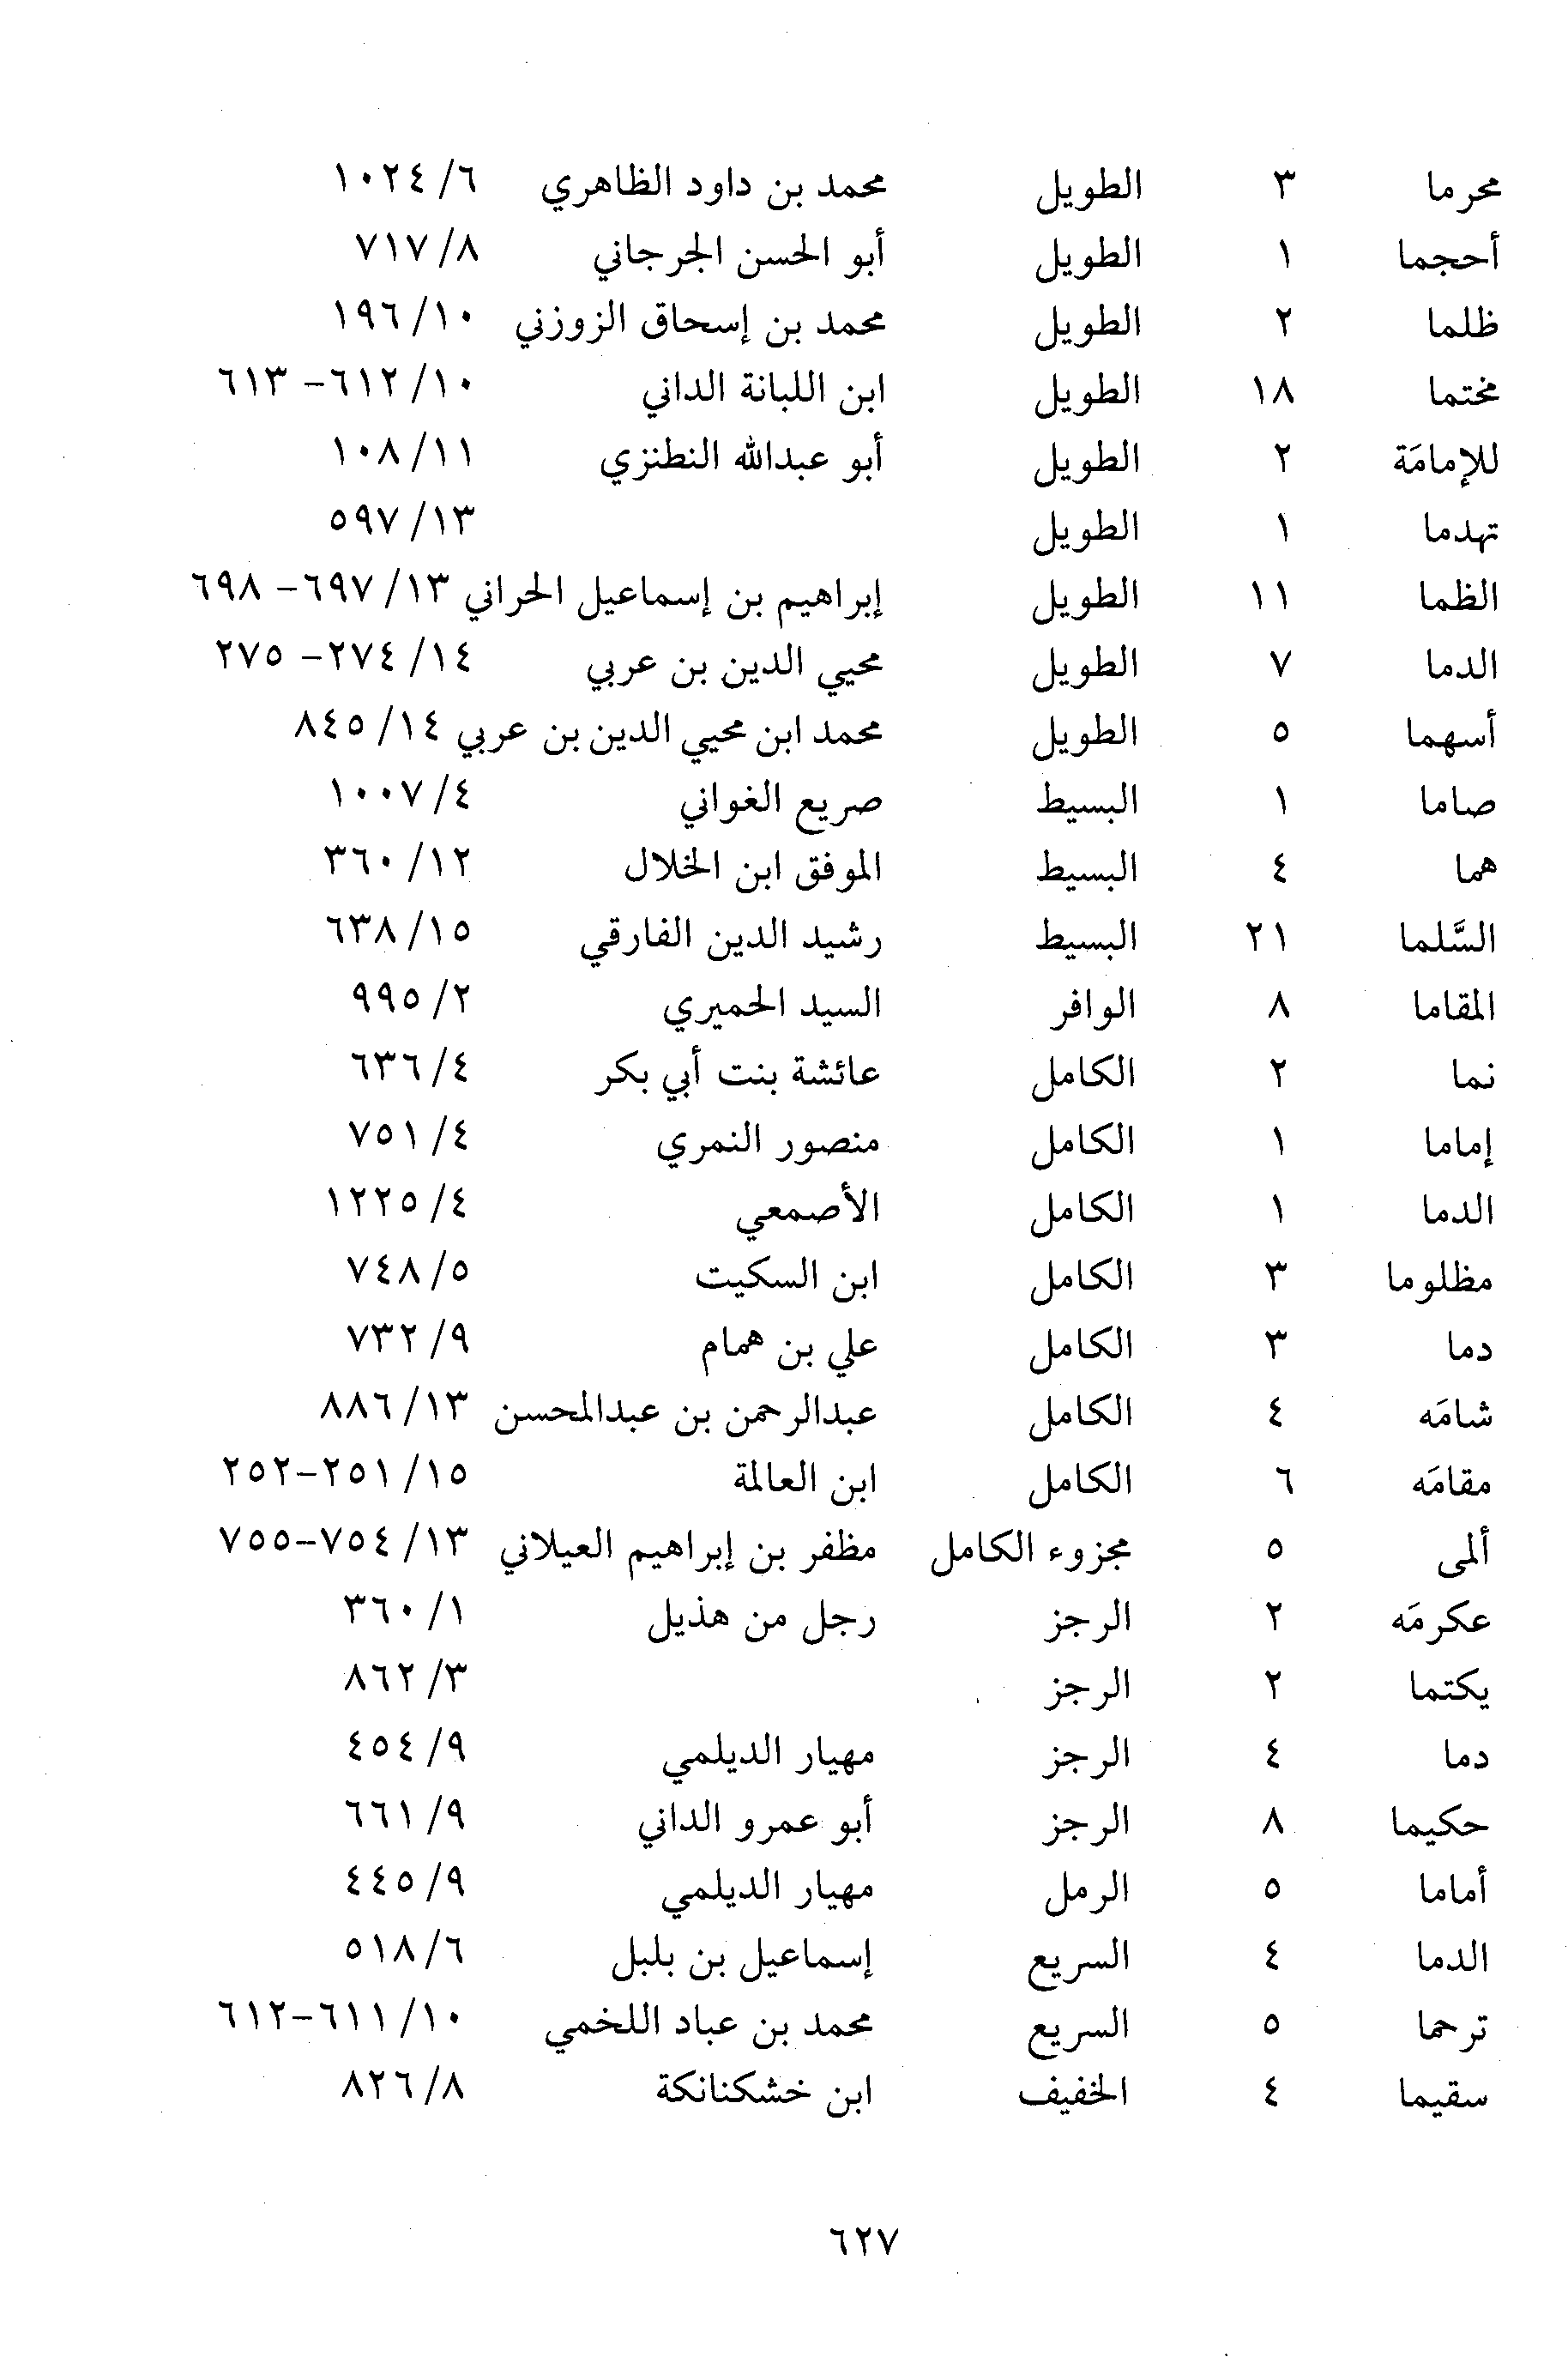 محرما ٣ الطويل محمد بن داود الظاهري ٦/ ١٠٢٤
أحجما ١ الطويل أبو الحسن الجرجاني ٨/ ٧١٧
ظلما ٢ الطويل محمد بن إسحاق الزوزني ١٠/ ١٩٦
مختما ١٨ الطويل ابن اللبانة الداني ١٠/ ٦١٢- ٦١٣
للإمامَة ٢ الطويل أبو عبدالله النطنزي ١١/ ١٠٨
تهدما ١ الطويل ١٣/ ٥٩٧
الظما ١١ الطويل إبراهيم بن إسماعيل الحراني ١٣/ ٦٩٧- ٦٩٨
الدما ٧ الطويل محيي الدين بن عربي ١٤/ ٢٧٤- ٢٧٥
أسهما ٥ الطويل محمد ابن محيي الدين بن عربي ١٤/ ٨٤٥
صاما ١ البسيط صريع الغواني ٤/ ١٠٠٧
هما ٤ البسيط الموفق ابن الخلال ١٢/ ٣٦٠
السَّلما ٢١ البسيط رشيد الدين الفارقي ١٥/ ٦٣٨
المقاما ٨ الوافر السيد الحميري ٢/ ٩٩٥
نما ٢ الكامل عائشة بنت أبي بكر ٤/ ٦٣٦
إماما ١ الكامل منصور النمري ٤/ ٧٥١
الدما ١ الكامل الأصمعي ٤/ ١٢٢٥
مظلوما ٣ الكامل ابن السكيت ٥/ ٧٤٨
دما ٣ الكامل علي بن همام ٩/ ٧٣٢
شامَه ٤ الكامل عبدالرحمن بن عبدالمحسن ١٣/ ٨٨٦
مقامَه ٦ الكامل ابن العالمة ١٥/ ٢٥١-٢٥٢
ألمى ٥ مجزوء الكامل مظفر بن إبراهيم العيلاني ١٣/ ٧٥٤-٧٥٥
عكرمَه ٢ الرجز رجل من هذيل ١/ ٣٦٠
يكتما ٢ الرجز ٣/ ٨٦٢
دما ٤ الرجز مهيار الديلمي ٩/ ٤٥٤
حكيما ٨ الرجز أبو عمرو الداني ٩/ ٦٦١
أماما ٥ الرمل مهيار الديلمي ٩/ ٤٤٥
الدما ٤ السريع إسماعيل بن بلبل ٦/ ٥١٨
ترحما ٥ السريع محمد بن عباد اللخمي ١٠/ ٦١١-٦١٢
سقيما ٤ الخفيف ابن خشكنانكة ٨/ ٨٢٦
٦٢٧